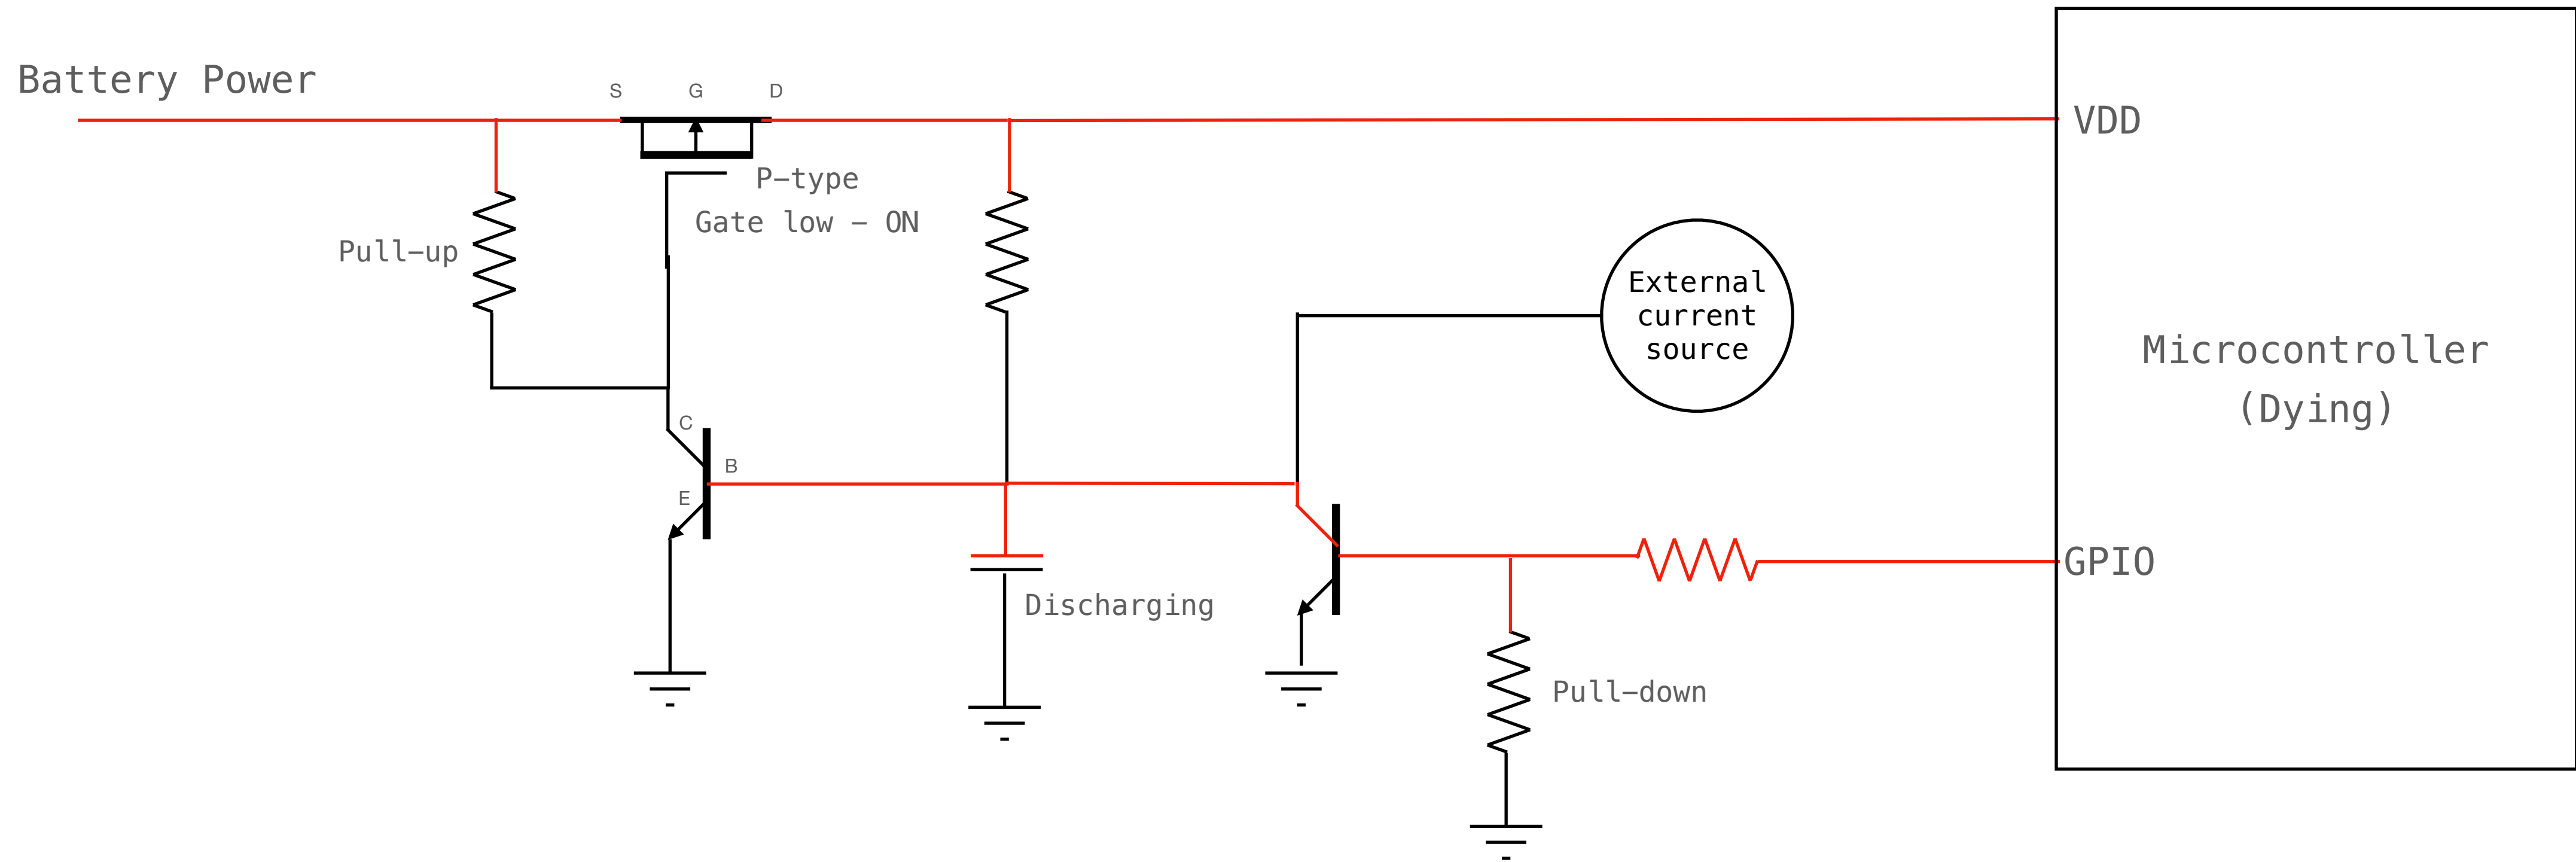 Battery Power
S
G
D
VDD
P-type
Gate low - ON
Pull-up
External
current
source
Microcontroller
(Dying)
C
B
E
GPIO
Discharging
Pull-down